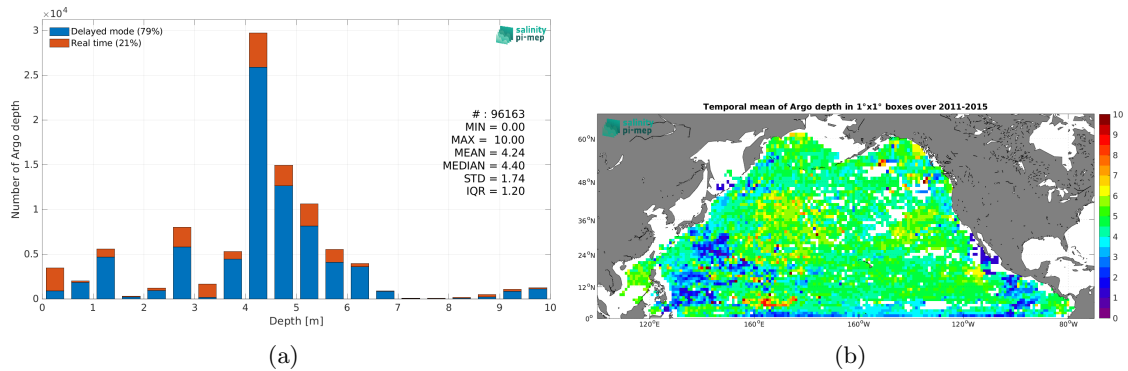 ×10⁴
Delayed mode (79%)
Real time (21%)
salinity
pi-mep
# : 96163
MIN = 0.00
MAX = 10.00
MEAN = 4.24
MEDIAN = 4.40
STD = 1.74
IQR = 1.20
Number of Argo depth
3
2.5
2
1.5
1
0.5
0
0 1 2 3 4 5 6 7 8 9 10
Depth [m]
(a)
Temporal mean of Argo depth in 1°x1° boxes over 2011-2015
salinity
pi-mep
60°N
48°N
36°N
24°N
12°N
0°
120°E 160°E 160°W 120°W 80°W
10
9
8
7
6
5
4
3
2
1
0
(b)